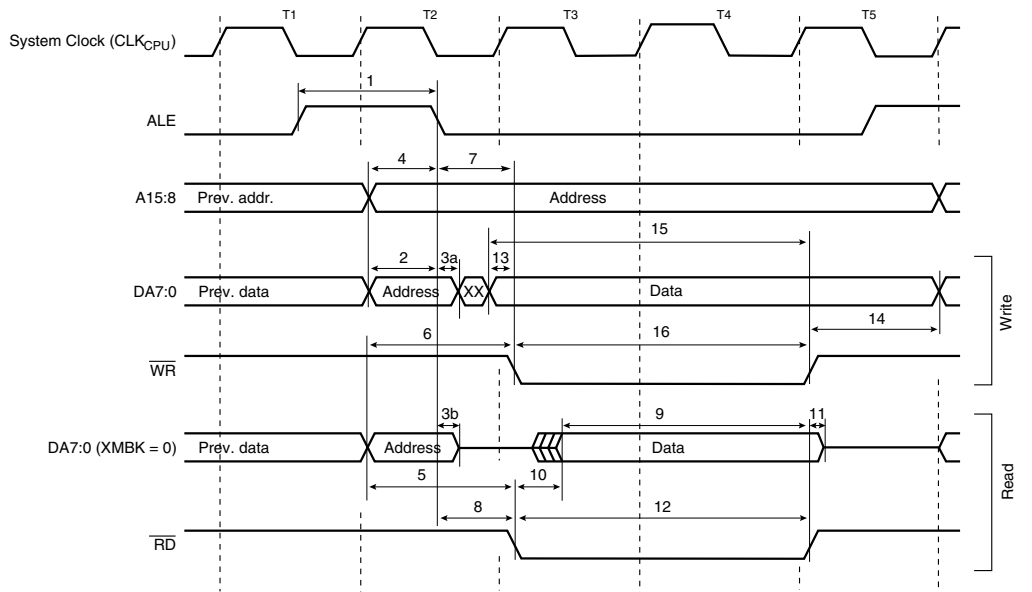 T1 T2 T3 T4 T5
System Clock (CLKCPU)
1
ALE
4 7
A15:8 Prev. addr. Address
15
2 3a 13
DA7:0 Prev. data Address XX Data
14
6 16
WR
Write
3b 9 11
DA7:0 (XMBK = 0) Prev. data Address Data
5 10
8 12
RD
Read